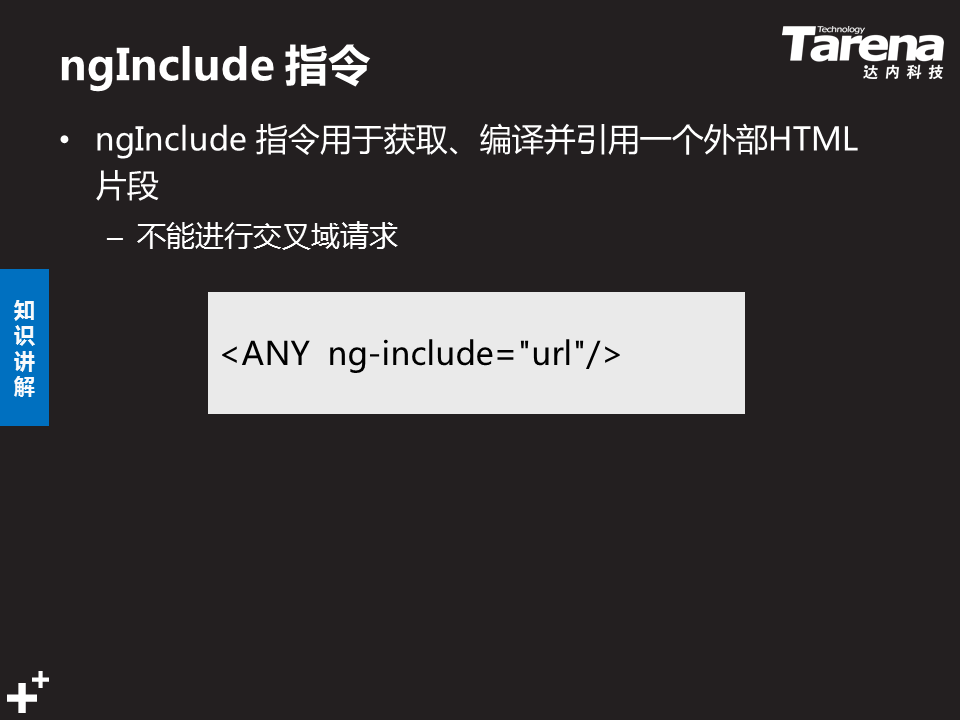 ngInclude 指令
Technology
Tarena
达内科技
• ngInclude 指令用于获取、编译并引用一个外部HTML
片段
– 不能进行交叉域请求
知
识
讲
解
<ANY  ng-include="url"/>